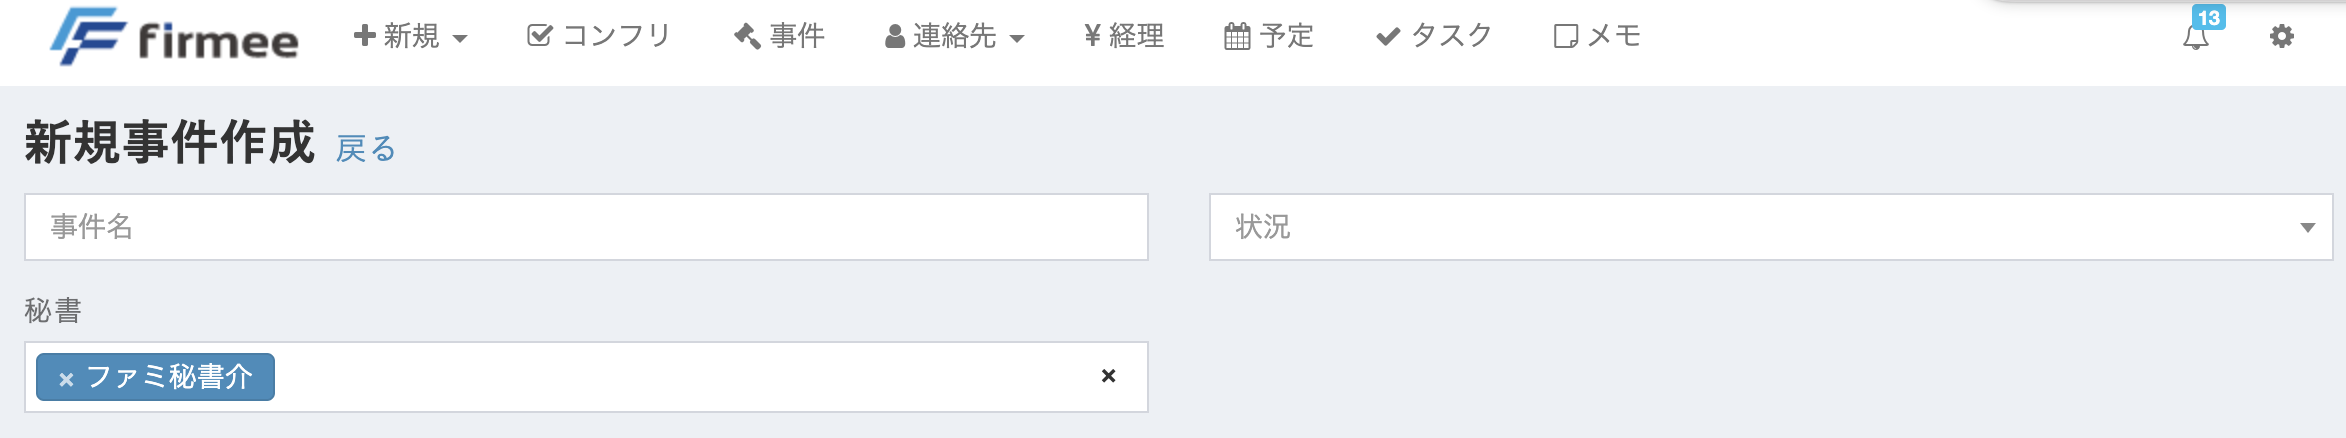 firmee 新規 コンフリ 事件 連絡先 ¥ 経理 予定 タスク メモ 13
新規事件作成 戻る
事件名 状況
秘書
× ファミ秘書介 ×